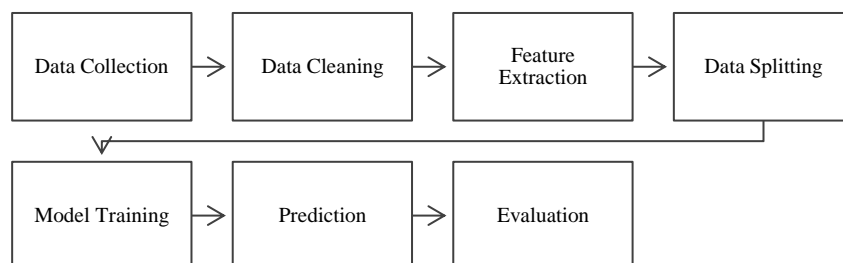 Data Collection
Data Cleaning
Feature
Extraction
Data Splitting
Model Training
Prediction
Evaluation